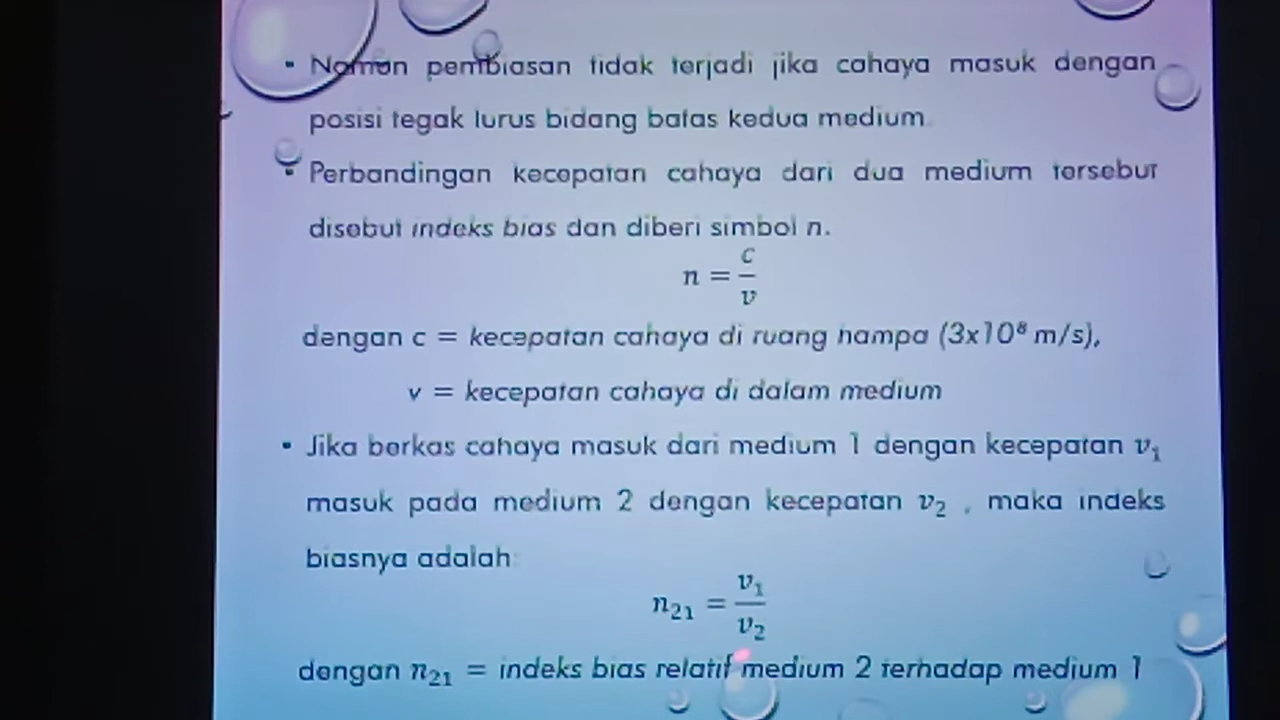 ▪ Namun pembiasan tidak terjadi jika cahaya masuk dengan
posisi tegak lurus bidang batas kedua medium.
▪ Perbandingan kecepatan cahaya dari dua medium tersebut
disebut indeks bias dan diberi simbol n.
n = c/v
dengan c = kecepatan cahaya di ruang hampa (3x10⁸ m/s),
v = kecepatan cahaya di dalam medium
▪ Jika berkas cahaya masuk dari medium 1 dengan kecepatan v₁
masuk pada medium 2 dengan kecepatan v₂ , maka indeks
biasnya adalah:
n₂₁ = v₁/v₂
dengan n₂₁ = indeks bias relatif medium 2 terhadap medium 1